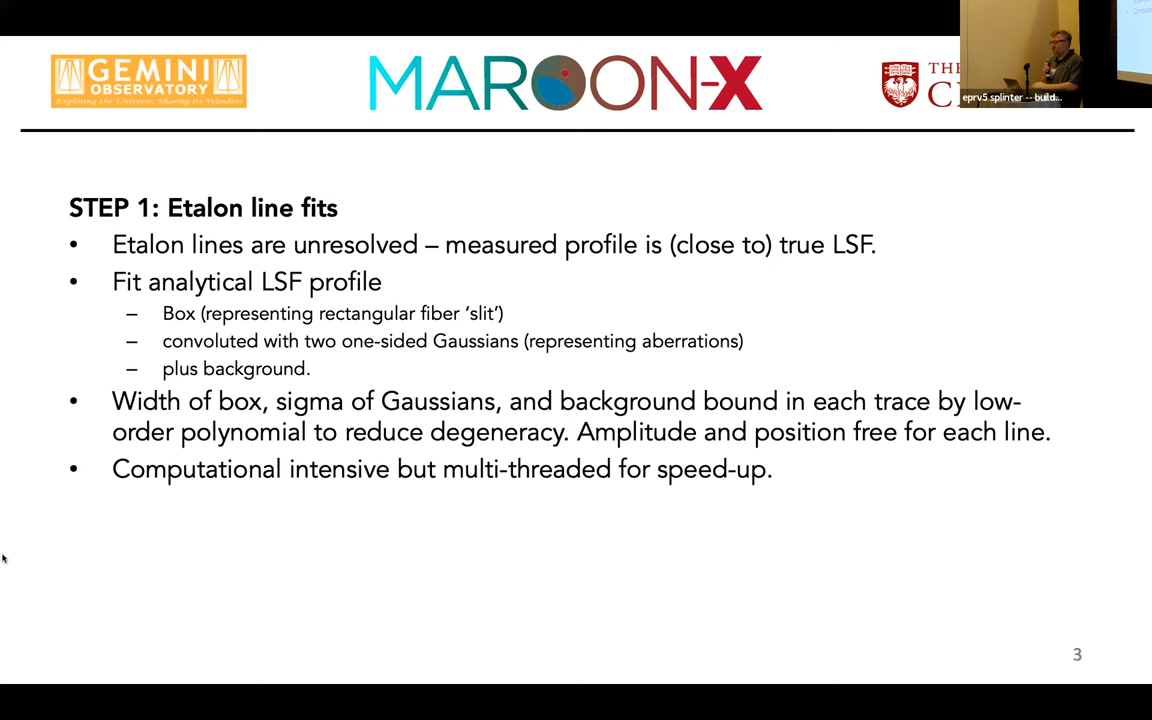 GEMINI
OBSERVATORY
Exploring the Universe, Sharing its Wonders
MAROON-X
THE
C
eprv5 splinter -- build...
STEP 1: Etalon line fits
• Etalon lines are unresolved – measured profile is (close to) true LSF.
• Fit analytical LSF profile
– Box (representing rectangular fiber ‘slit’)
– convoluted with two one-sided Gaussians (representing aberrations)
– plus background.
• Width of box, sigma of Gaussians, and background bound in each trace by low-
order polynomial to reduce degeneracy. Amplitude and position free for each line.
• Computational intensive but multi-threaded for speed-up.
3